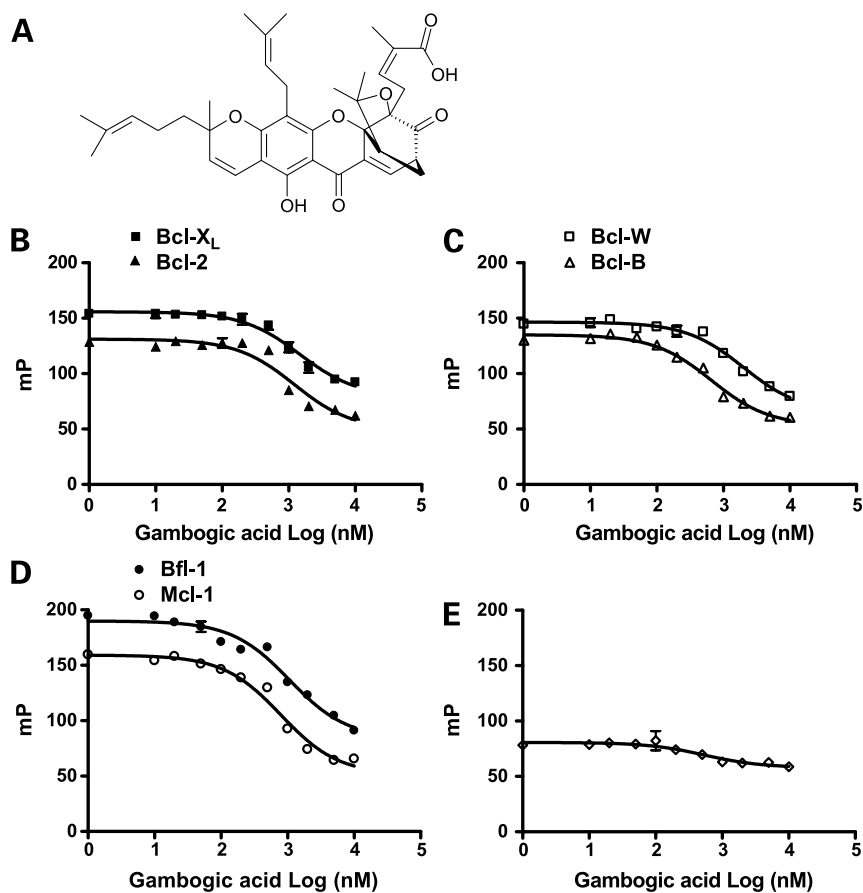 A
O
OH
O
O
O
O
O
OH
O
B
Bcl-XL
Bcl-2
200
150
100
50
0
mP
0 1 2 3 4 5
Gambogic acid Log (nM)
C
Bcl-W
Bcl-B
200
150
100
50
0
mP
0 1 2 3 4 5
Gambogic acid Log (nM)
D
Bfl-1
Mcl-1
200
150
100
50
0
mP
0 1 2 3 4 5
Gambogic acid Log (nM)
E
200
150
100
50
0
mP
0 1 2 3 4 5
Gambogic acid Log (nM)